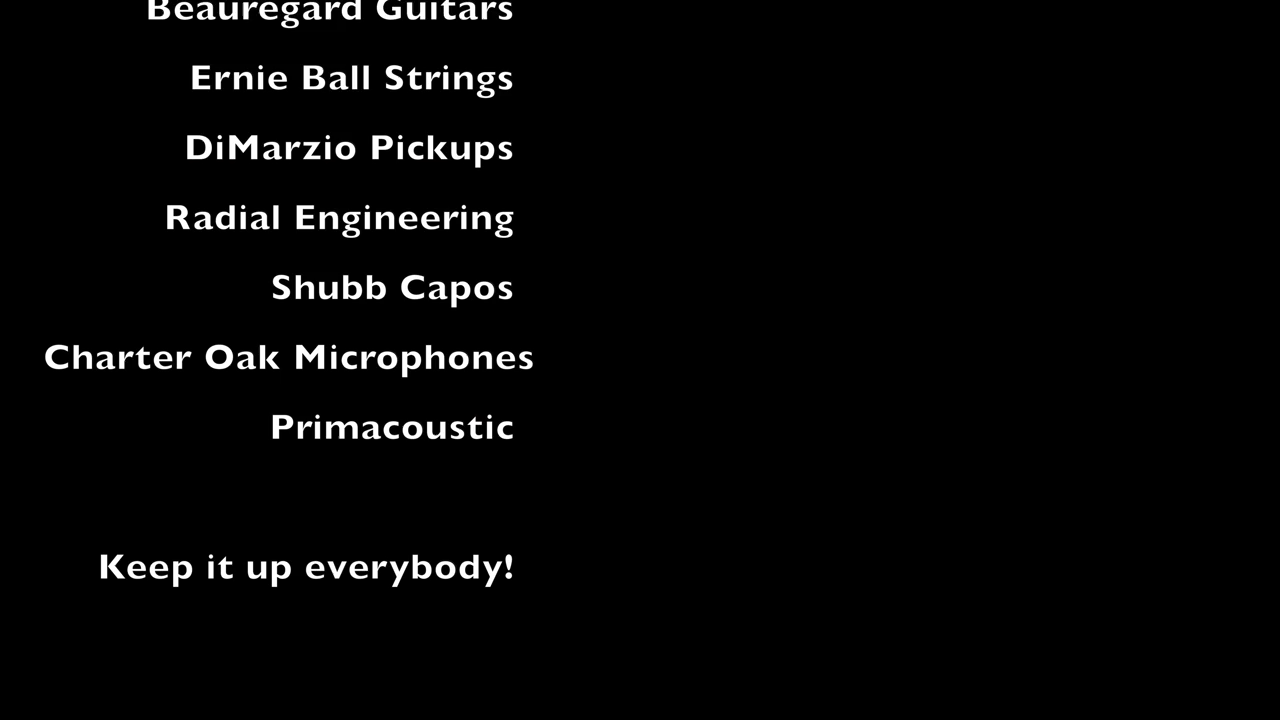 Beauregard Guitars
Ernie Ball Strings
DiMarzio Pickups
Radial Engineering
Shubb Capos
Charter Oak Microphones
Primacoustic
Keep it up everybody!